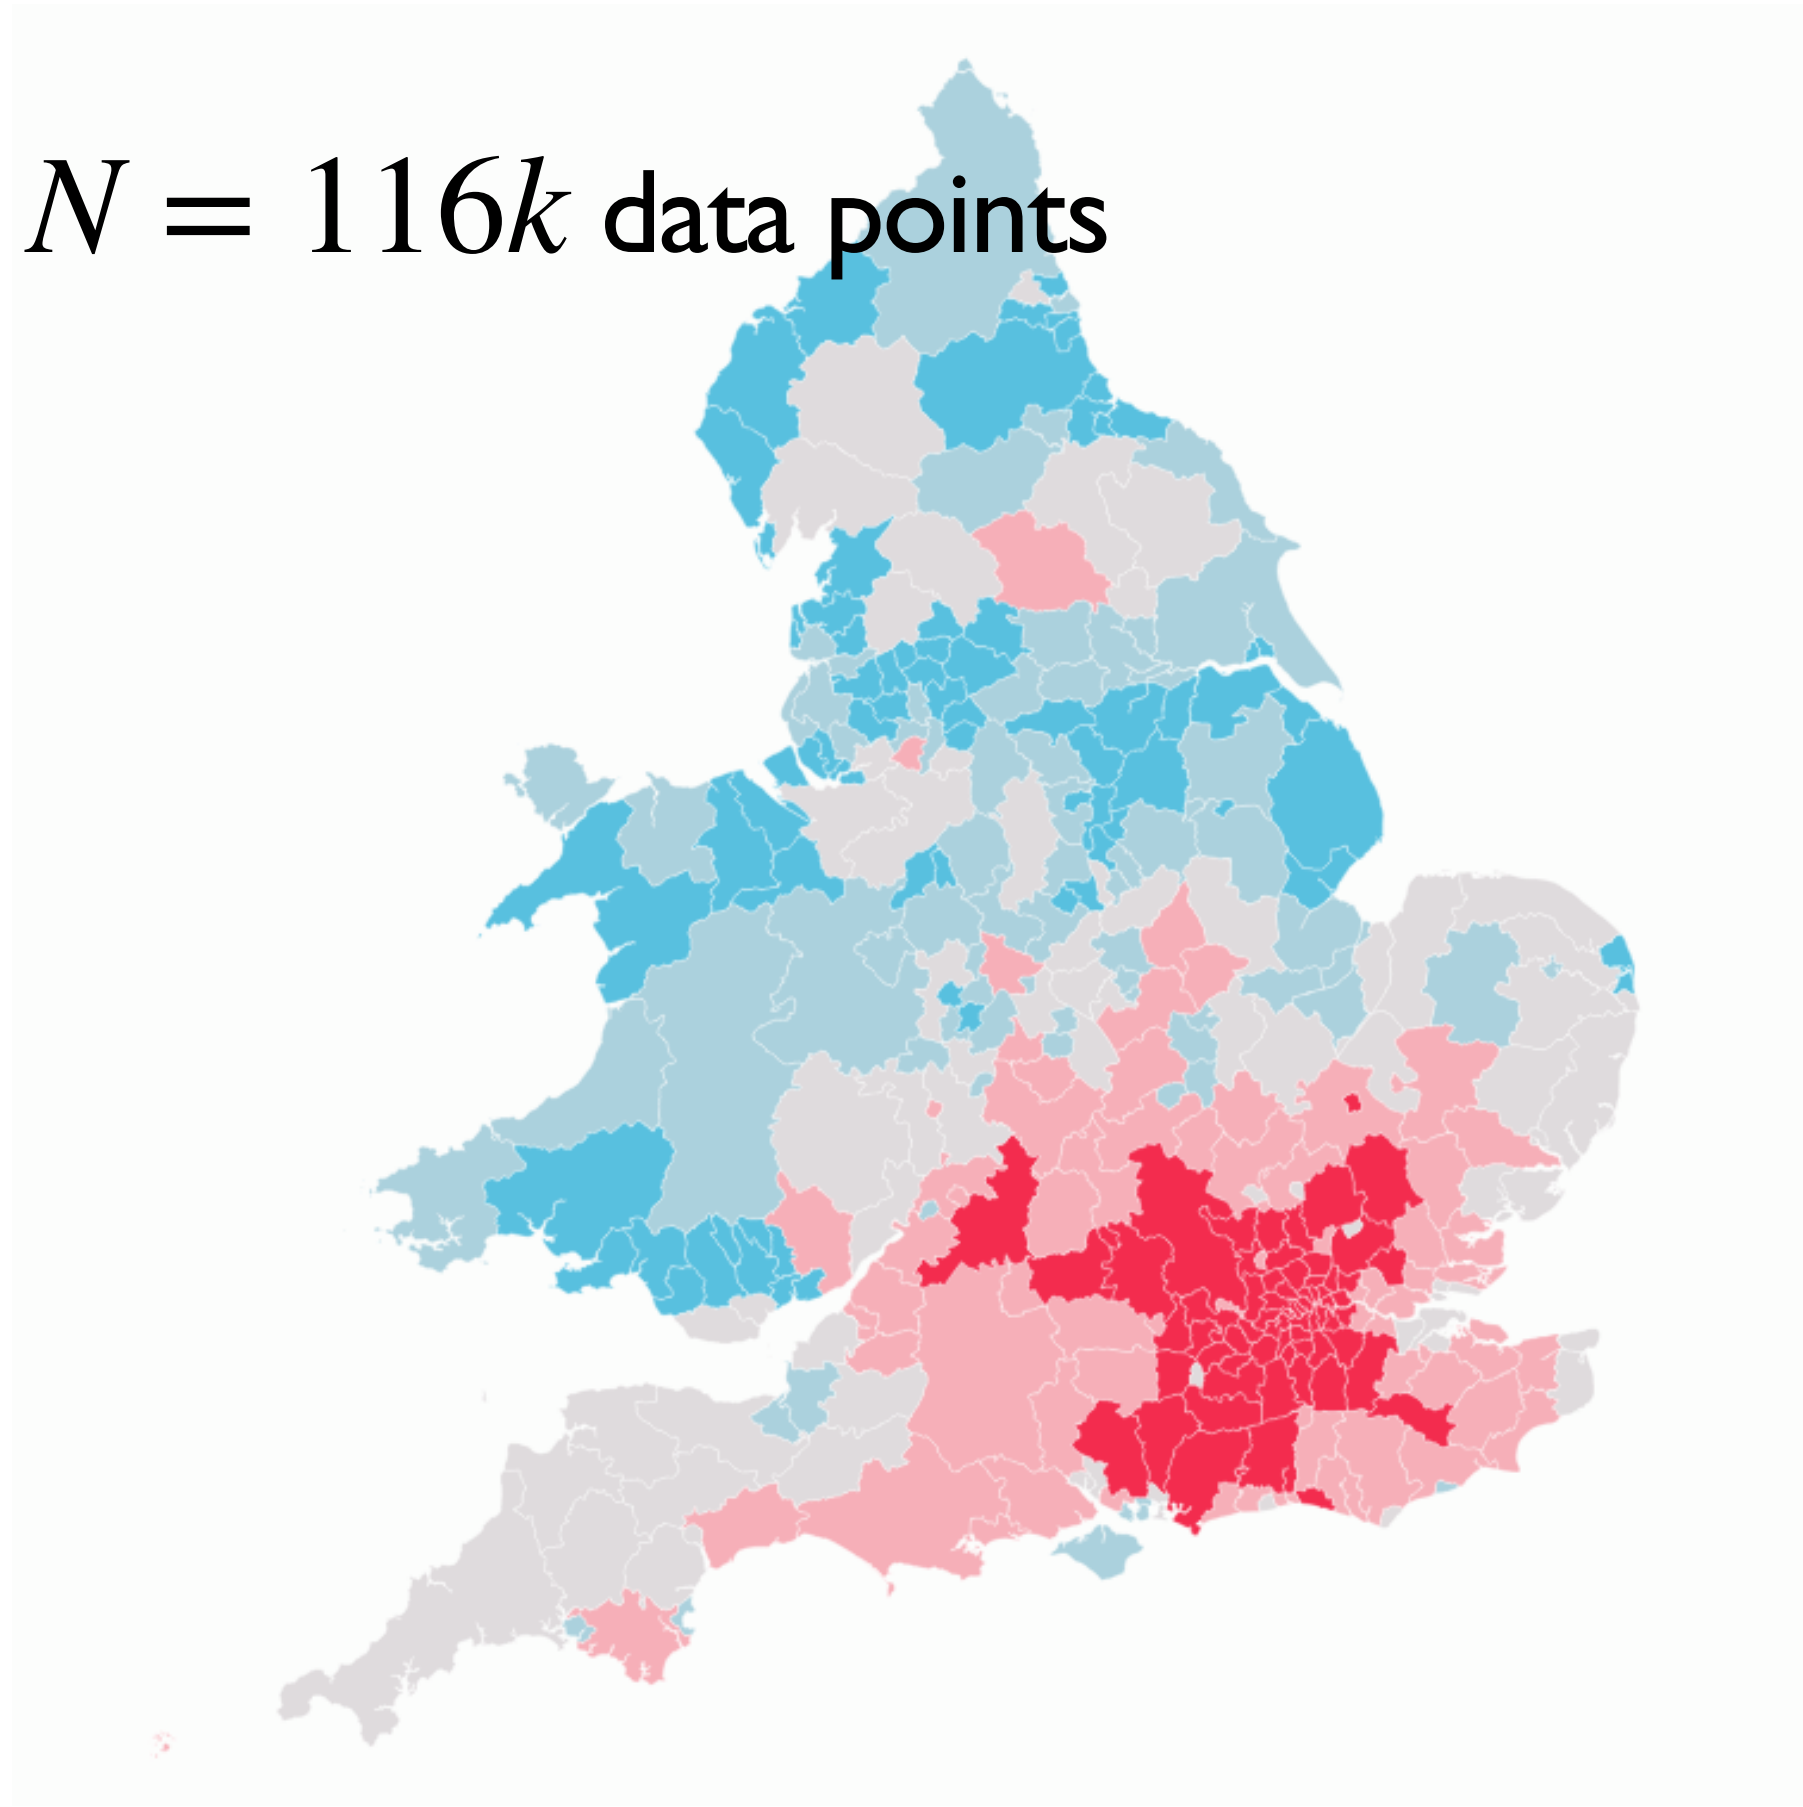 N = 116k data points